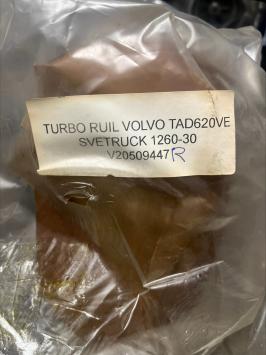 TURBO RUIL VOLVO TAD620VE
SVETRUCK 1260-30
V20509447R